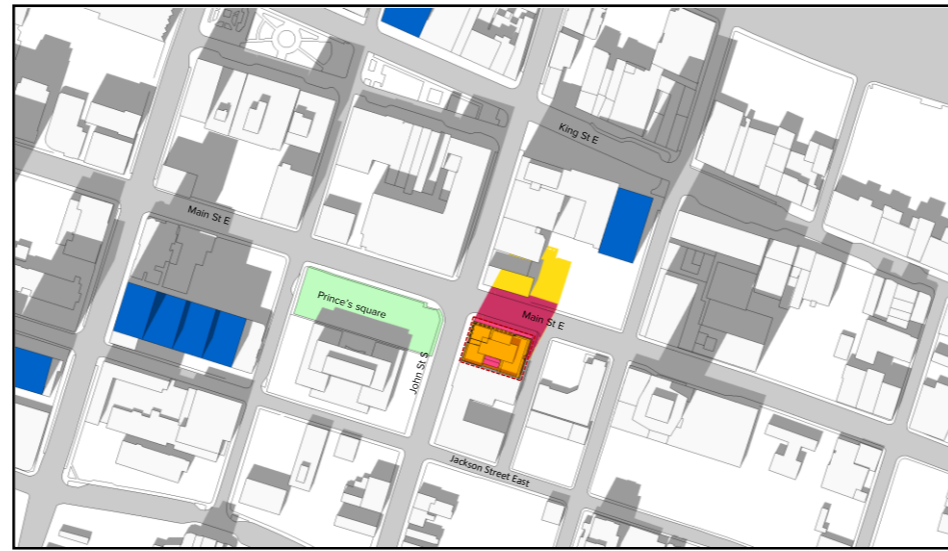 King St E
Main St E
Prince's square
Main St E
John St S
Jackson Street East